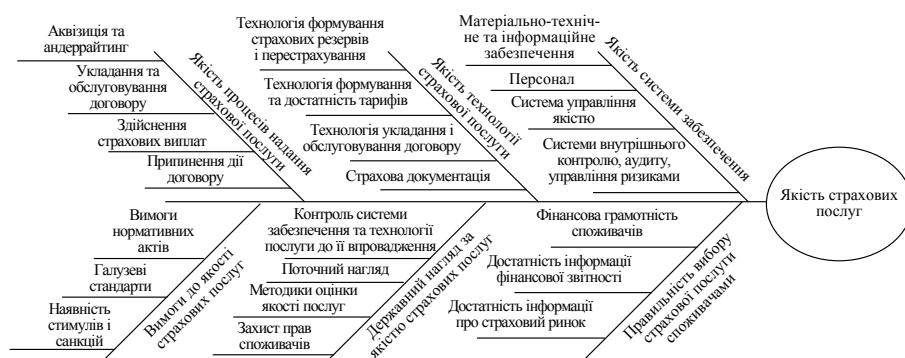 Аквізиція та
андеррайтинг
Укладання та
обслуговування
договору
Здійснення
страхових виплат
Припинення дії
договору
Якість процесів надання
страхової послуги
Технологія формування
страхових резервів
і перестрахування
Технологія формування
та достатність тарифів
Технологія укладання і
обслуговування договору
Страхова документація
Якість технології
страхової послуги
Матеріально-техніч-
не та інформаційне
забезпечення
Персонал
Система управління
якістю
Системи внутрішнього
контролю, аудиту,
управління ризиками
Якість системи забезпечення
Якість страхових
послуг
Вимоги
нормативних
актів
Галузеві
стандарти
Наявність
стимулів і
санкцій
Вимоги до якості
страхових послуг
Контроль системи
забезпечення та технології
послуги до її впровадження
Поточний нагляд
Методики оцінки
якості послуг
Захист прав
споживачів
Державний нагляд за
якістю страхових послуг
Фінансова грамотність
споживачів
Достатність інформації
фінансової звітності
Достатність інформації
про страховий ринок
Правильність вибору
страхової послуги
споживачами